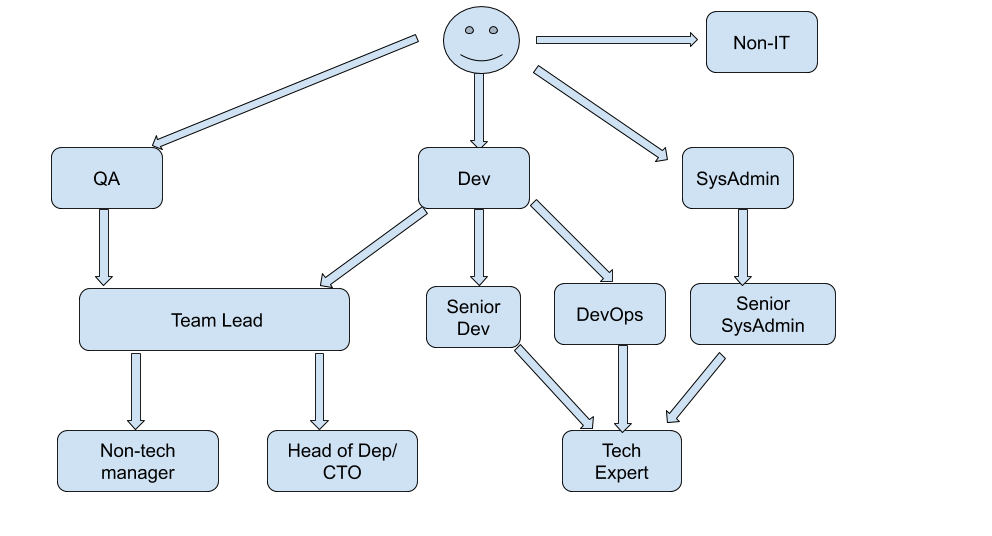 Non-IT
QA
Dev
SysAdmin
Team Lead
Senior
Dev
DevOps
Senior
SysAdmin
Non-tech
manager
Head of Dep/
CTO
Tech
Expert